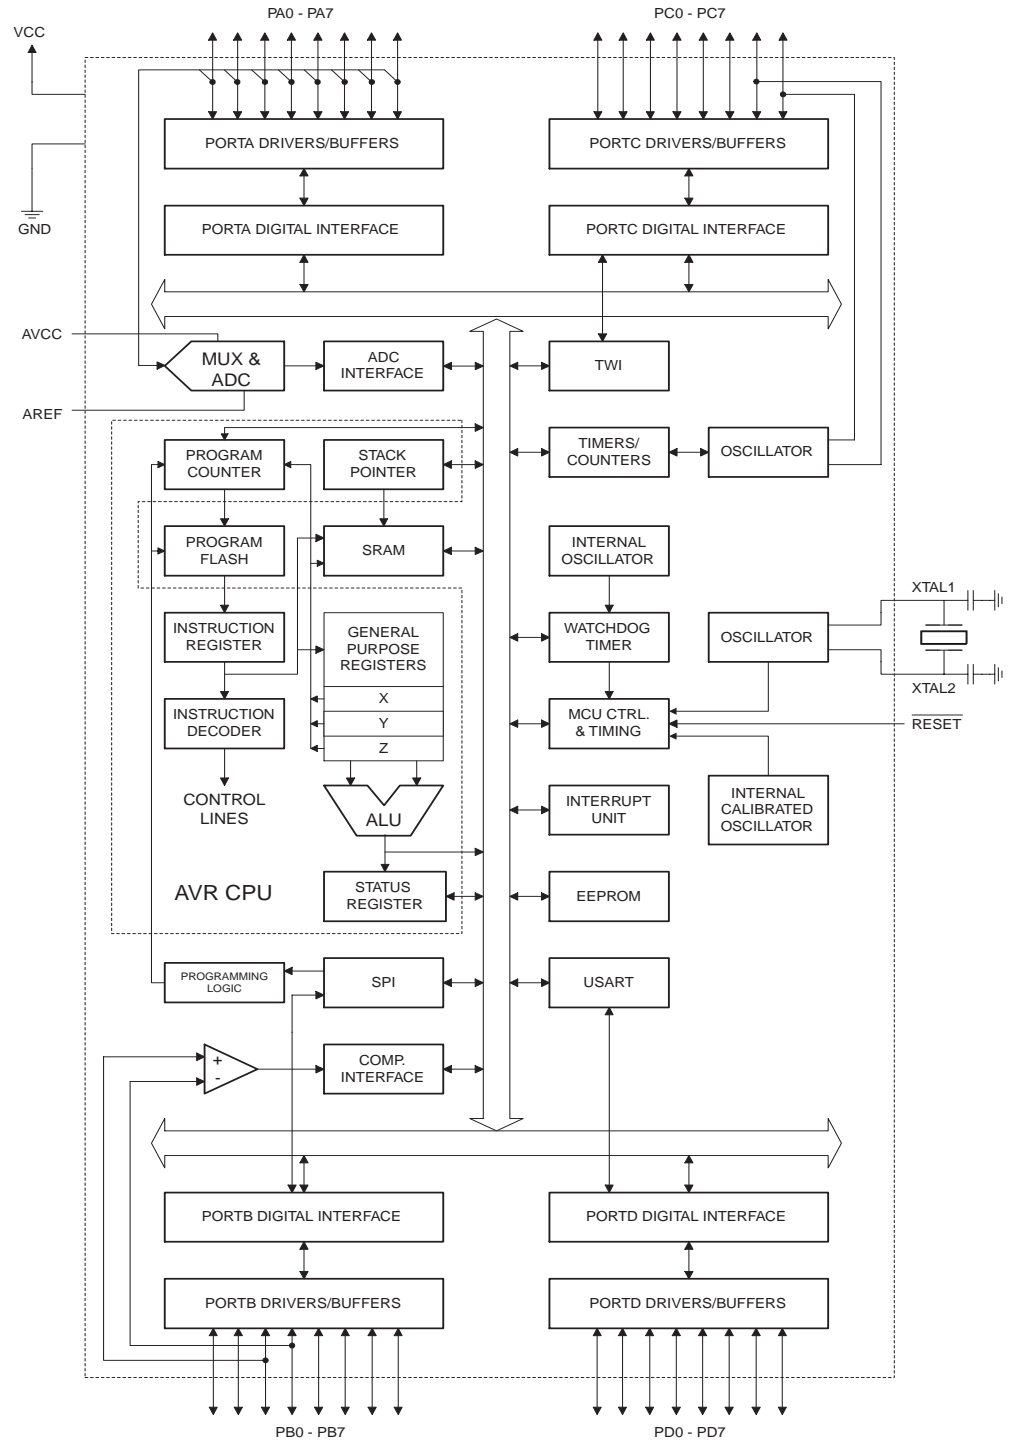 PA0 - PA7
PC0 - PC7
VCC
PORTA DRIVERS/BUFFERS
PORTC DRIVERS/BUFFERS
GND
PORTA DIGITAL INTERFACE
PORTC DIGITAL INTERFACE
AVCC
MUX &
ADC
ADC
INTERFACE
TWI
AREF
PROGRAM
COUNTER
STACK
POINTER
TIMERS/
COUNTERS
OSCILLATOR
PROGRAM
FLASH
SRAM
INTERNAL
OSCILLATOR
XTAL1
INSTRUCTION
REGISTER
GENERAL
PURPOSE
REGISTERS
WATCHDOG
TIMER
OSCILLATOR
XTAL2
X
INSTRUCTION
DECODER
Y
Z
MCU CTRL.
& TIMING
RESET
CONTROL
LINES
ALU
INTERRUPT
UNIT
INTERNAL
CALIBRATED
OSCILLATOR
AVR CPU
STATUS
REGISTER
EEPROM
PROGRAMMING
LOGIC
SPI
USART
+
-
COMP.
INTERFACE
PORTB DIGITAL INTERFACE
PORTD DIGITAL INTERFACE
PORTB DRIVERS/BUFFERS
PORTD DRIVERS/BUFFERS
PB0 - PB7
PD0 - PD7